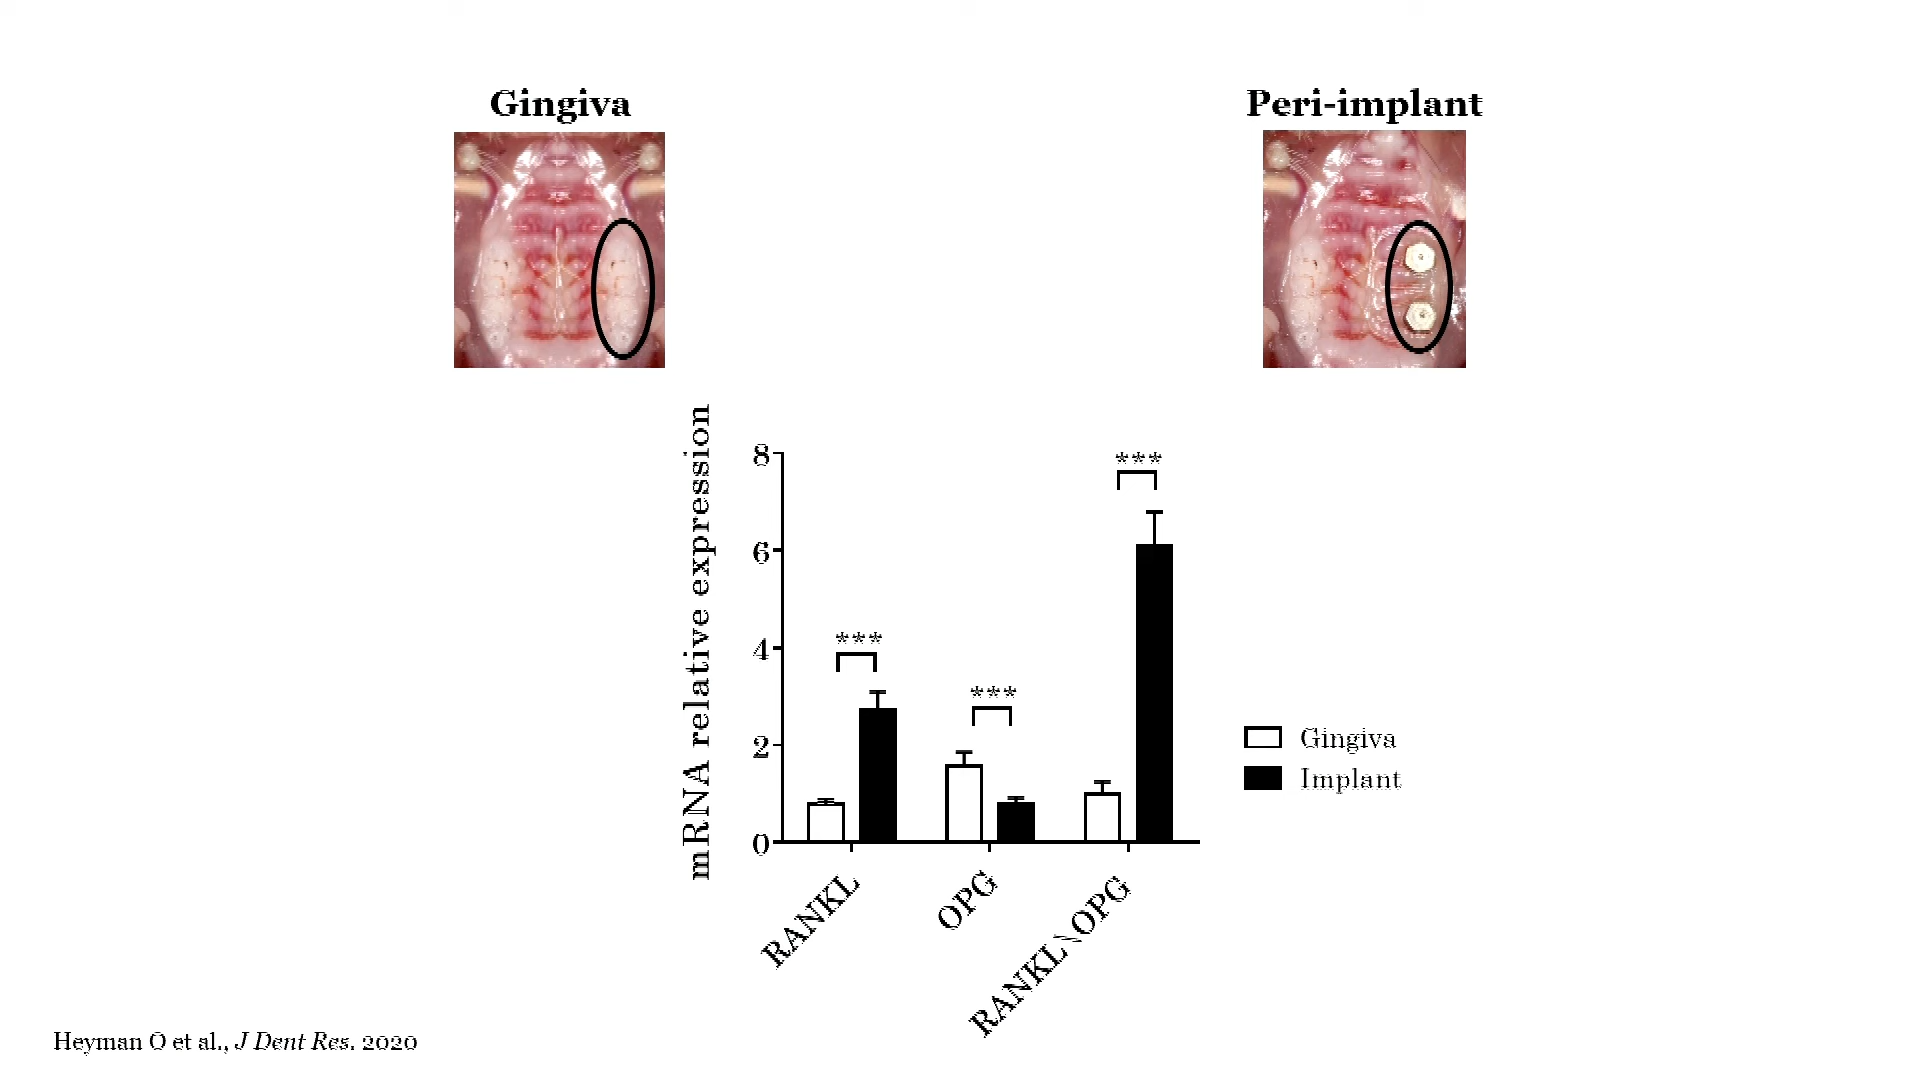 Gingiva
Peri-implant
mRNA relative expression
8
6
4
2
0
***
***
***
RANKL
OPG
RANKL\OPG
Gingiva
Implant
Heyman O et al., J Dent Res. 2020